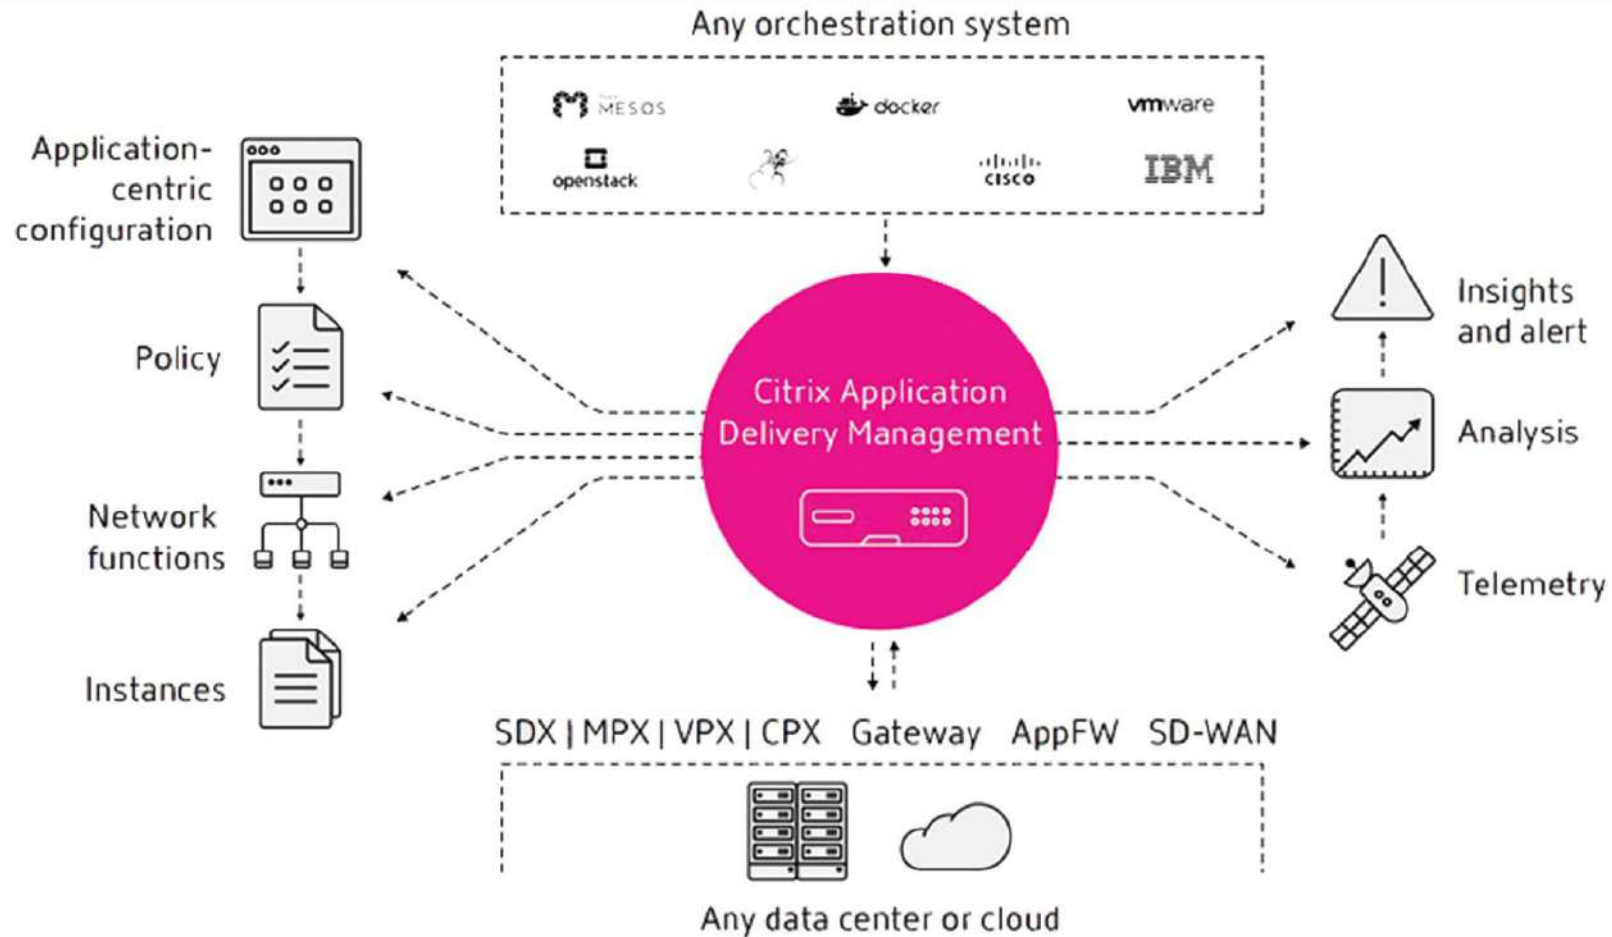 Any orchestration system
MESOS
docker
vmware
openstack
CISCO
IBM
Application-
centric
configuration
Policy
Network
functions
Instances
Citrix Application
Delivery Management
Insights
and alert
Analysis
Telemetry
SDX | MPX | VPX | CPX Gateway AppFW SD-WAN
Any data center or cloud